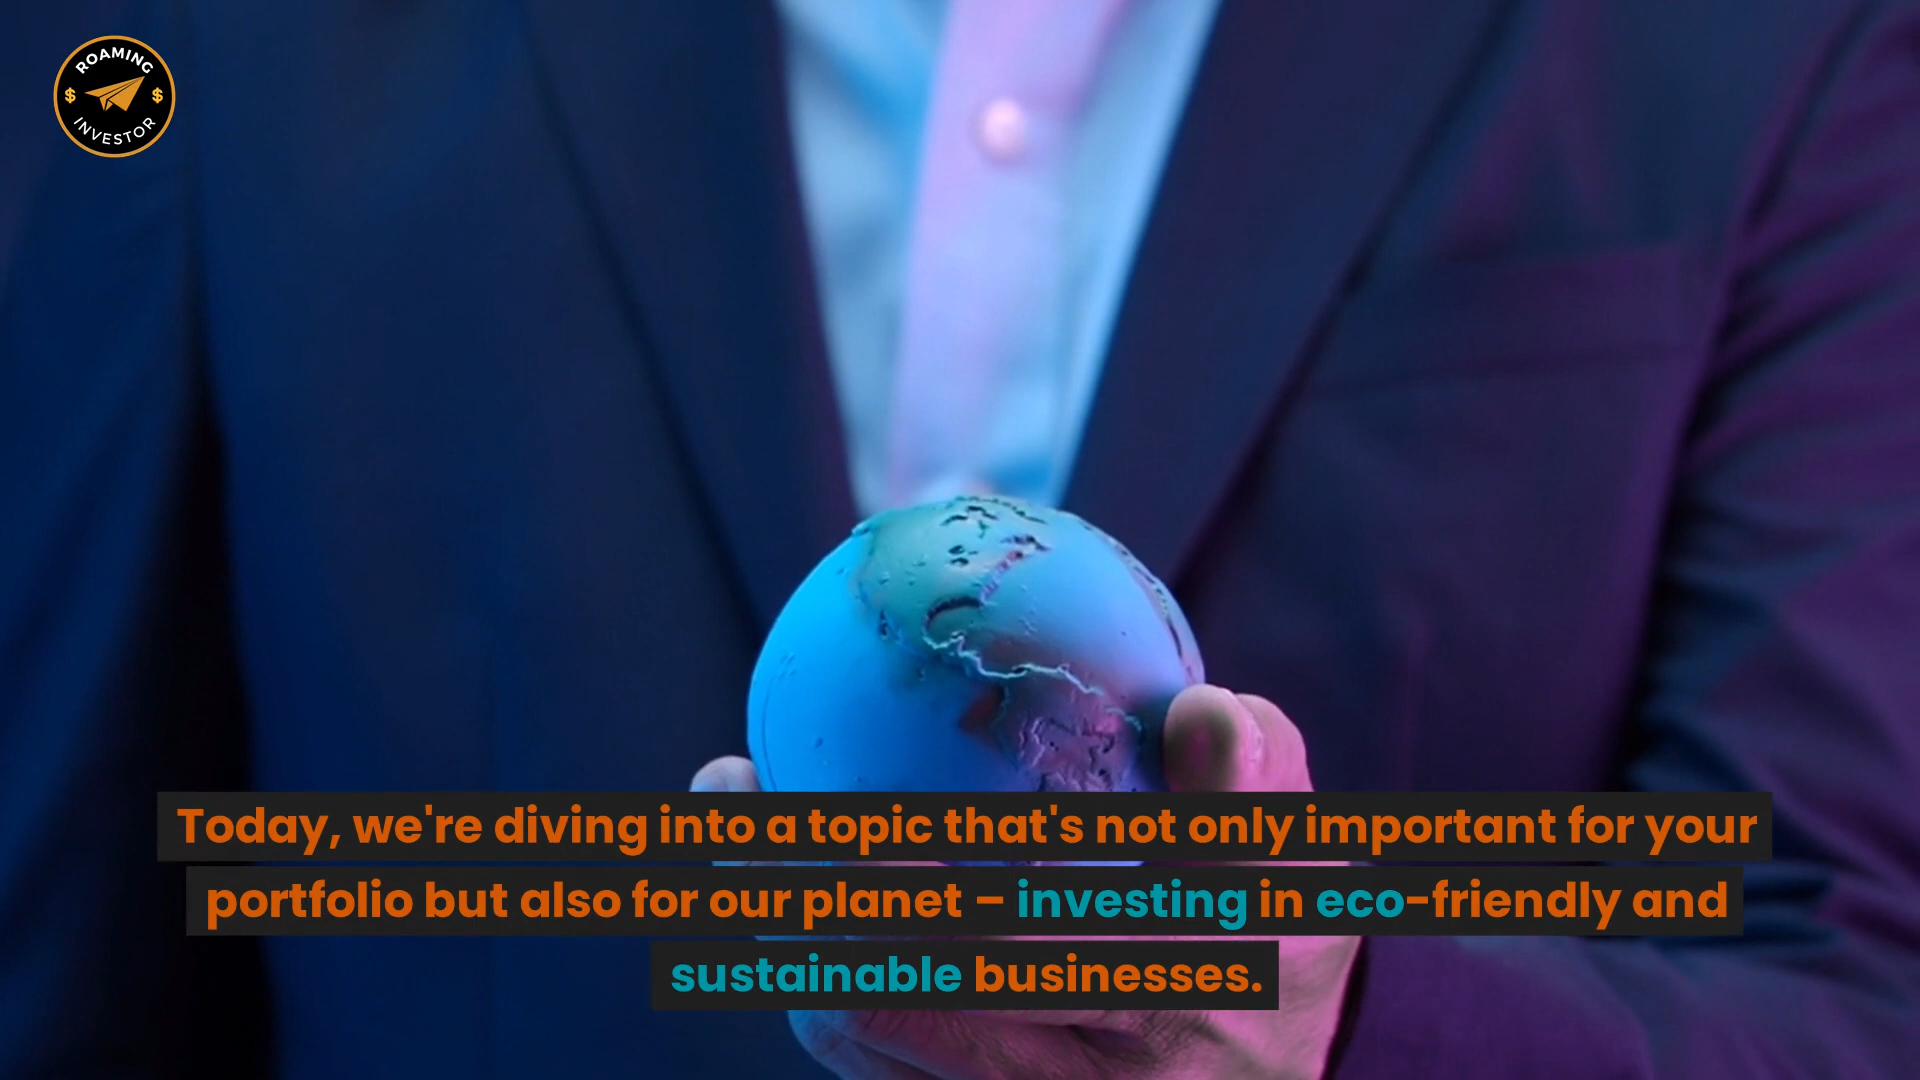 ROAMING
$ $
INVESTOR
Today, we're diving into a topic that's not only important for your
portfolio but also for our planet – investing in eco-friendly and
sustainable businesses.